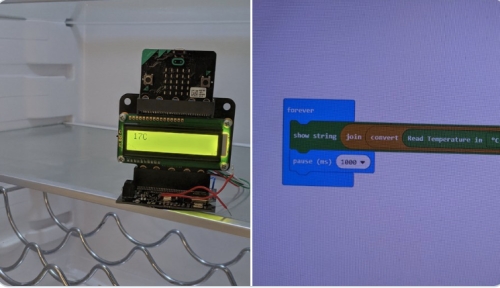 17C
forever
show string join convert Read Temperature in °C
pause (ms) 1000